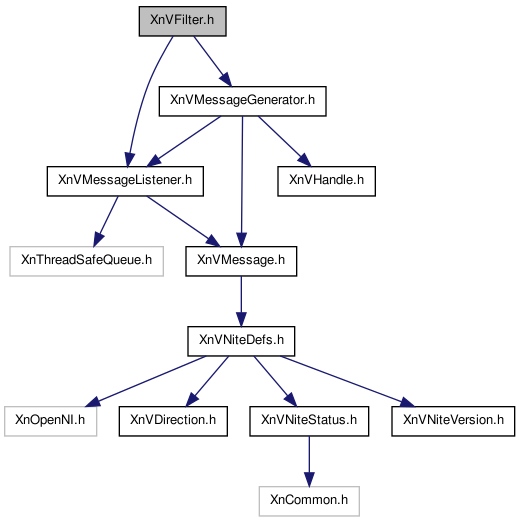 XnVFilter.h
XnVMessageGenerator.h
XnVMessageListener.h
XnVHandle.h
XnThreadSafeQueue.h
XnVMessage.h
XnVNiteDefs.h
XnOpenNI.h
XnVDirection.h
XnVNiteStatus.h
XnVNiteVersion.h
XnCommon.h